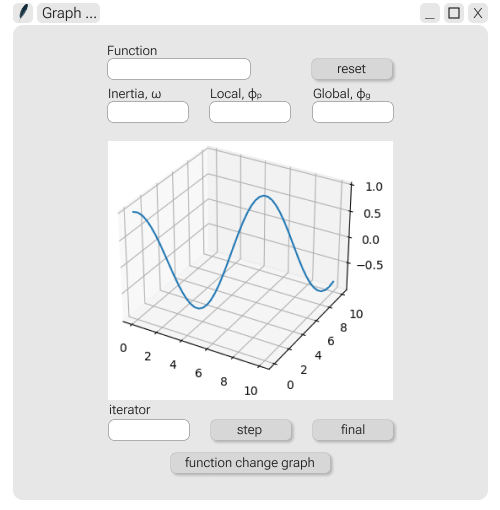 Graph ...
Function
reset
Inertia, ω Local, ϕₚ Global, ϕg
1.0
0.5
0.0
−0.5
0 2 4 6 8 10
0 2 4 6 8 10
iterator
step final
function change graph